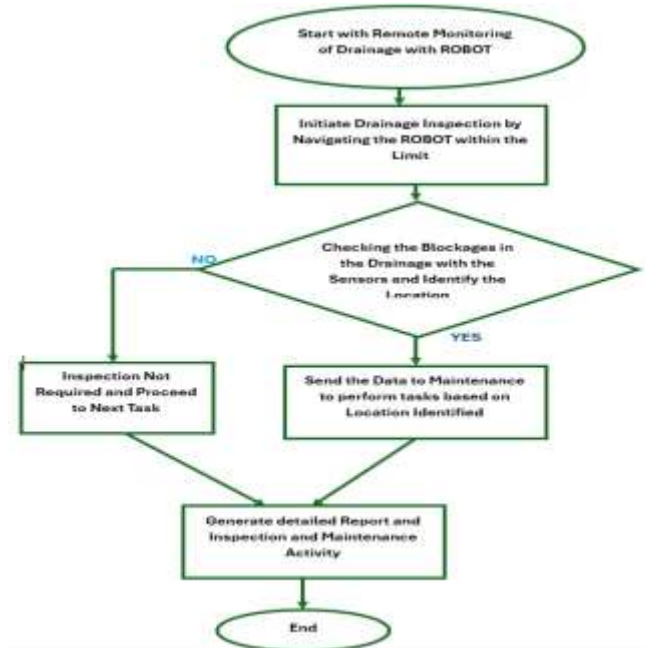 Start with Remote Monitoring
of Drainage with ROBOT
Initiate Drainage Inspection by
Navigating the ROBOT within the
Limit
Checking the Blockages in
the Drainage with the
Sensors and Identify the
Location
NO
YES
Inspection Not
Required and Proceed
to Next Task
Send the Data to Maintenance
to perform tasks based on
Location Identified
Generate detailed Report and
Inspection and Maintenance
Activity
End